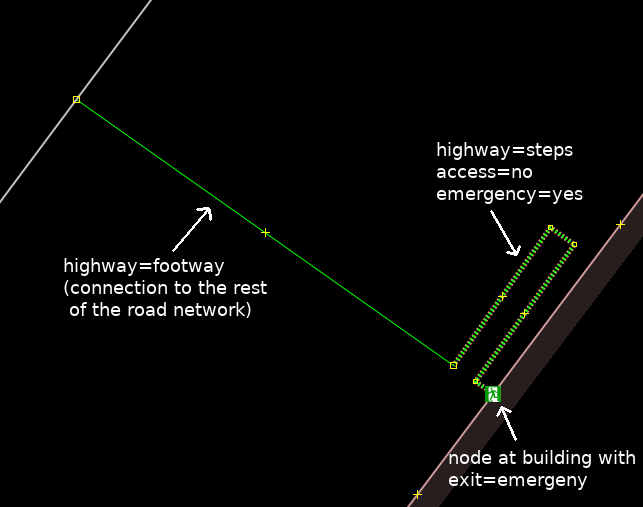 highway=steps
access=no
emergency=yes
highway=footway
(connection to the rest
of the road network)
node at building with
exit=emergeny